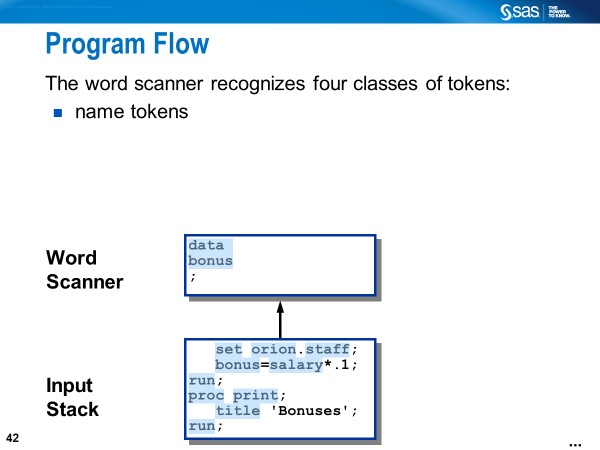 sas THE POWER TO KNOW.
Program Flow
The word scanner recognizes four classes of tokens:
name tokens
Word
Scanner
data
bonus
;
Input
Stack
set orion.staff;
bonus=salary*.1;
run;
proc print;
title 'Bonuses';
run;
42
...